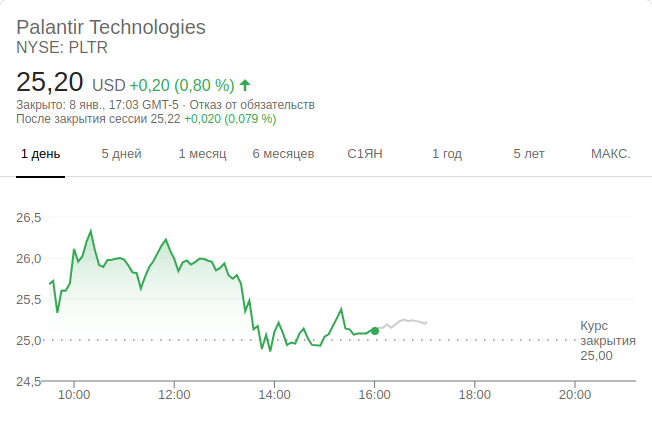 Palantir Technologies
NYSE: PLTR
25,20 USD +0,20 (0,80 %)
Закрыто: 8 янв., 17:03 GMT-5 · Отказ от обязательств
После закрытия сессии 25,22 +0,020 (0,079 %)
1 день 5 дней 1 месяц 6 месяцев С1ЯН 1 год 5 лет МАКС.
26,5
26,0
25,5
25,0
24,5
Курс
закрытия
25,00
10:00 12:00 14:00 16:00 18:00 20:00